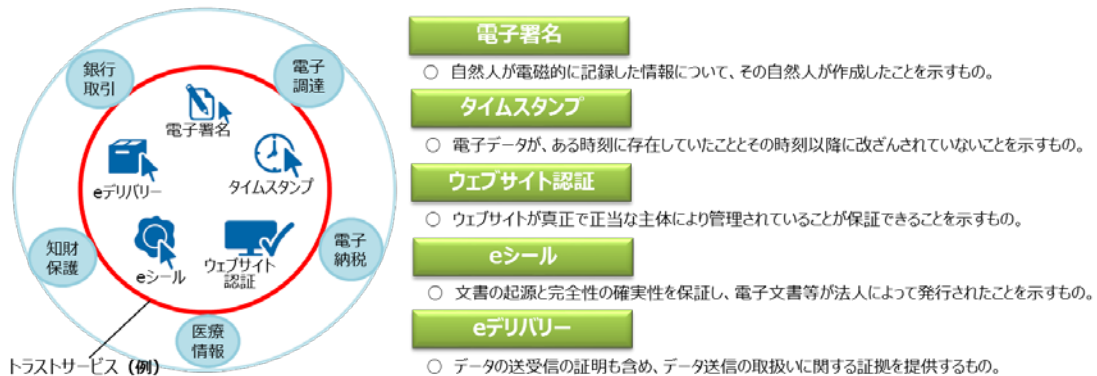 銀行
取引
電子
調達
電子署名
eデリバリー
タイムスタンプ
eシール
ウェブサイト
認証
知財
保護
電子
納税
医療
情報
トラストサービス(例)
電子署名
○ 自然人が電磁的に記録した情報について、その自然人が作成したことを示すもの。
タイムスタンプ
○ 電子データが、ある時刻に存在していたこととその時刻以降に改ざんされていないことを示すもの。
ウェブサイト認証
○ ウェブサイトが真正で正当な主体により管理されていることが保証できることを示すもの。
eシール
○ 文書の起源と完全性の確実性を保証し、電子文書等が法人によって発行されたことを示すもの。
eデリバリー
○ データの送受信の証明も含め、データ送信の取扱いに関する証拠を提供するもの。